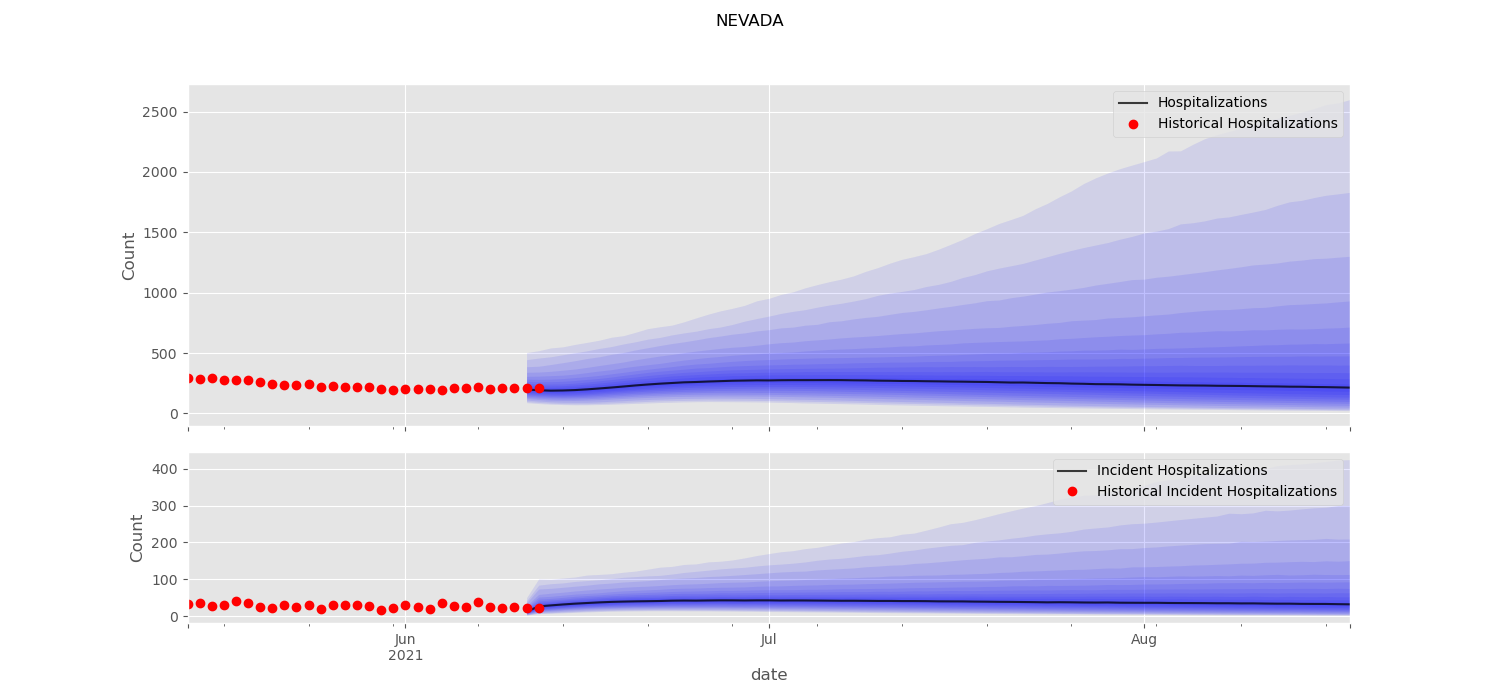 NEVADA
Hospitalizations
Historical Hospitalizations
Count
2500
2000
1500
1000
500
0
Incident Hospitalizations
Historical Incident Hospitalizations
Count
400
300
200
100
0
Jun
2021
Jul
Aug
date